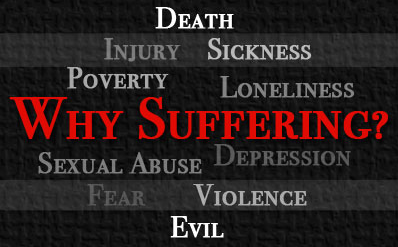 Death
Injury Sickness
Poverty Loneliness
Why Suffering?
Sexual Abuse Depression
Fear Violence
Evil